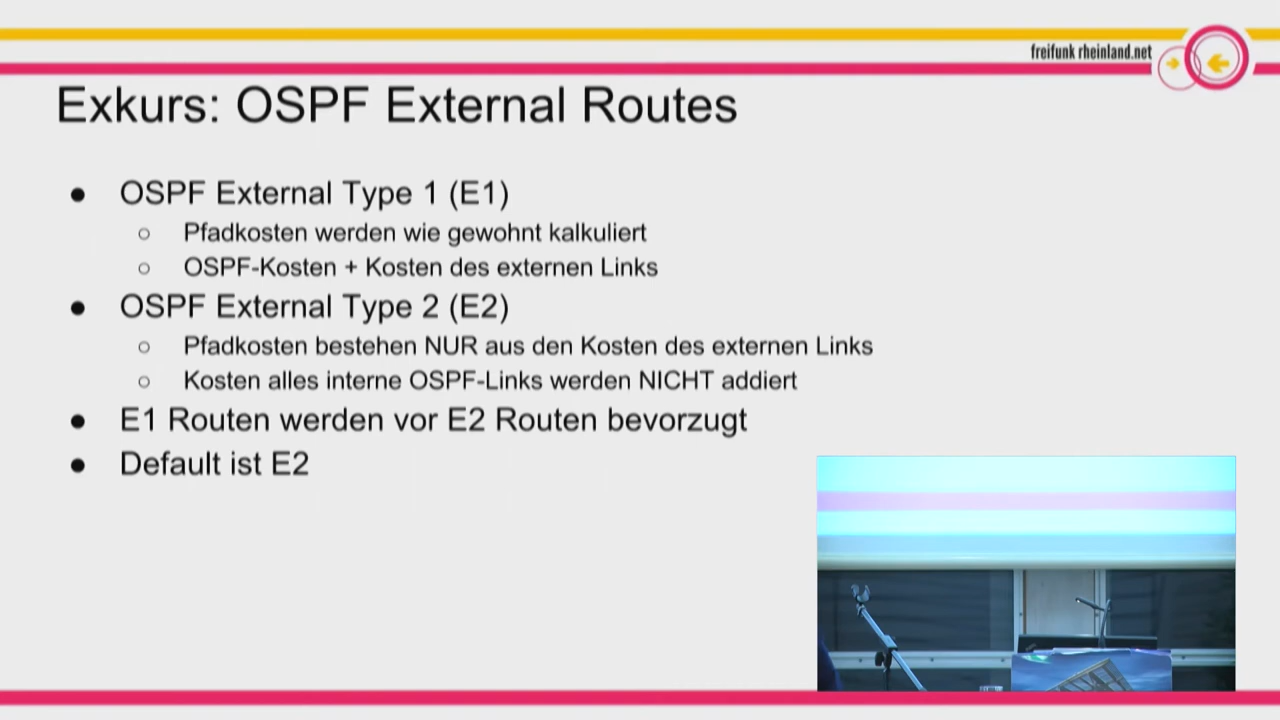 freifunk rheinland.net
Exkurs: OSPF External Routes
● OSPF External Type 1 (E1)
○ Pfadkosten werden wie gewohnt kalkuliert
○ OSPF-Kosten + Kosten des externen Links
● OSPF External Type 2 (E2)
○ Pfadkosten bestehen NUR aus den Kosten des externen Links
○ Kosten alles interne OSPF-Links werden NICHT addiert
● E1 Routen werden vor E2 Routen bevorzugt
● Default ist E2